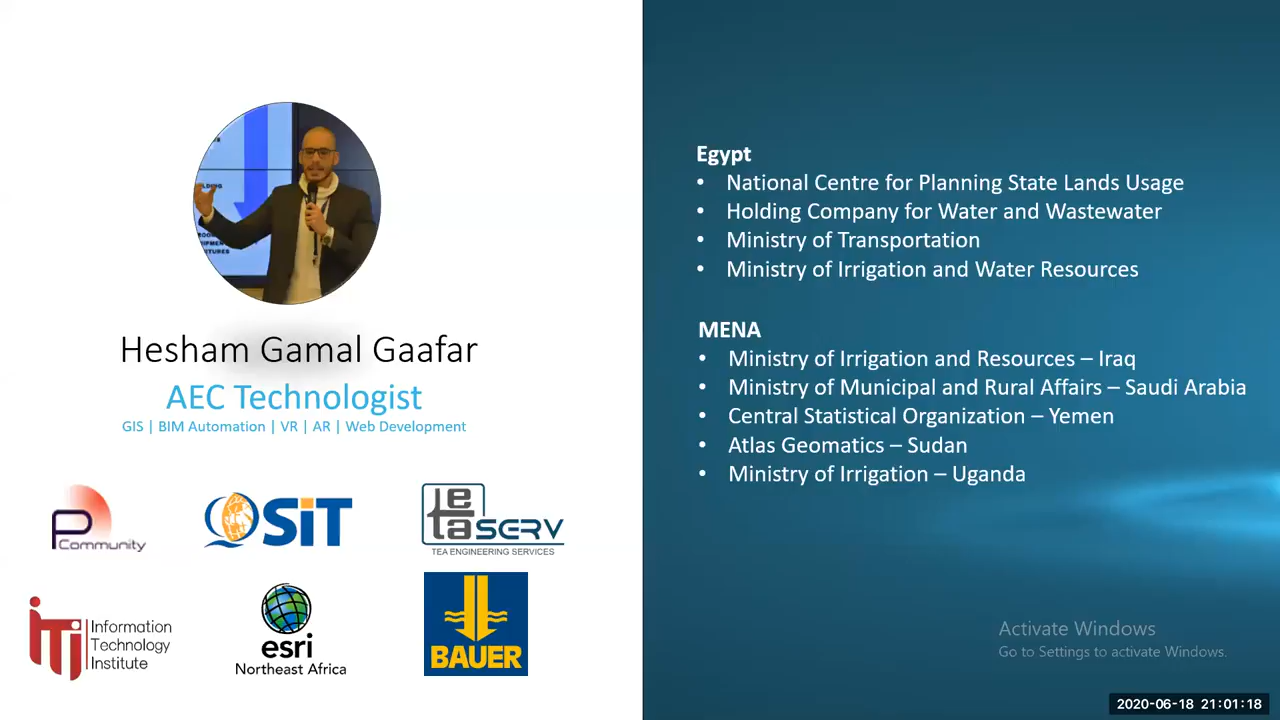 Hesham Gamal Gaafar
AEC Technologist
GIS | BIM Automation | VR | AR | Web Development
P
Community
QSiT
teta SERV
TEA ENGINEERING SERVICES
iTi
Information
Technology
Institute
esri
Northeast Africa
BAUER
Egypt
• National Centre for Planning State Lands Usage
• Holding Company for Water and Wastewater
• Ministry of Transportation
• Ministry of Irrigation and Water Resources
MENA
• Ministry of Irrigation and Resources – Iraq
• Ministry of Municipal and Rural Affairs – Saudi Arabia
• Central Statistical Organization – Yemen
• Atlas Geomatics – Sudan
• Ministry of Irrigation – Uganda
Activate Windows
Go to Settings to activate Windows.
2020-06-18 21:01:18